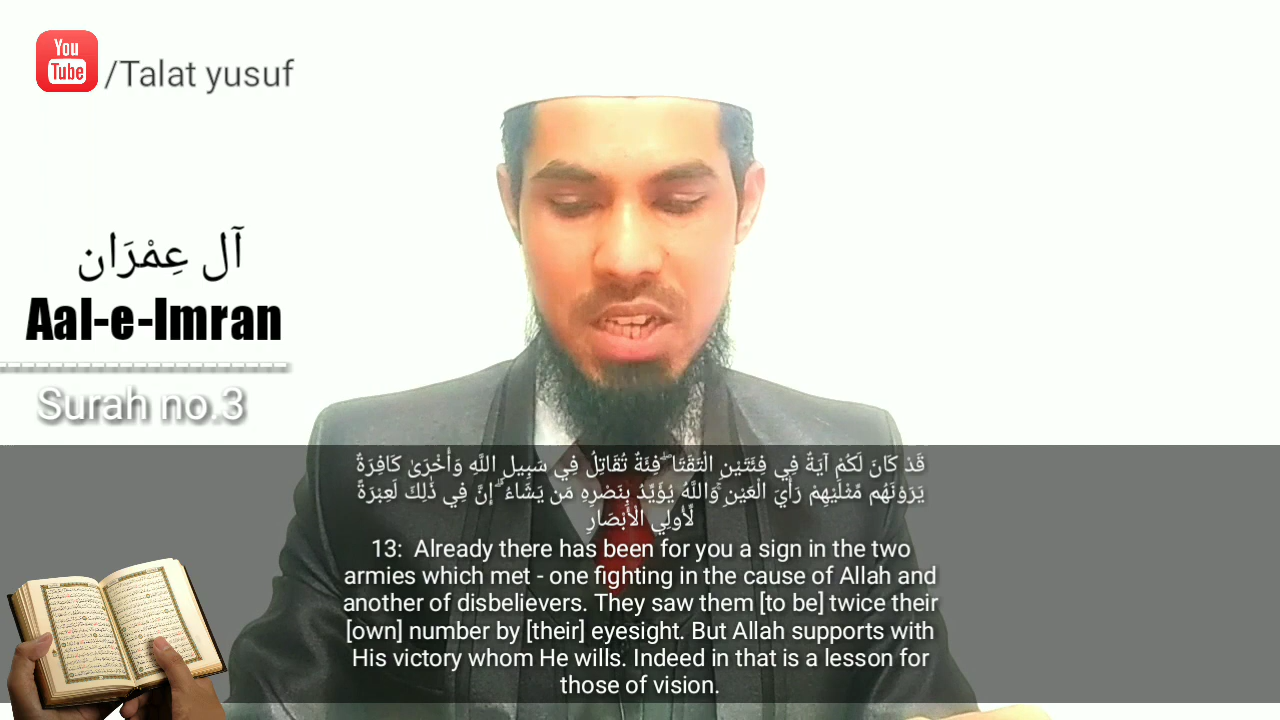 You
Tube
/Talat yusuf
آل عِمْرَان
Aal-e-Imran
Surah no.3
قَدْ كَانَ لَكُمْ آيَةٌ فِي فِئَتَيْنِ الْتَقَتَا ۖ فِئَةٌ تُقَاتِلُ فِي سَبِيلِ اللَّهِ وَأُخْرَىٰ كَافِرَةٌ
يَرَوْنَهُم مِّثْلَيْهِمْ رَأْيَ الْعَيْنِ ۚ وَاللَّهُ يُؤَيِّدُ بِنَصْرِهِ مَن يَشَاءُ ۗ إِنَّ فِي ذَٰلِكَ لَعِبْرَةً
لِّأُولِي الْأَبْصَارِ
13:  Already there has been for you a sign in the two
armies which met - one fighting in the cause of Allah and
another of disbelievers. They saw them [to be] twice their
[own] number by [their] eyesight. But Allah supports with
His victory whom He wills. Indeed in that is a lesson for
those of vision.